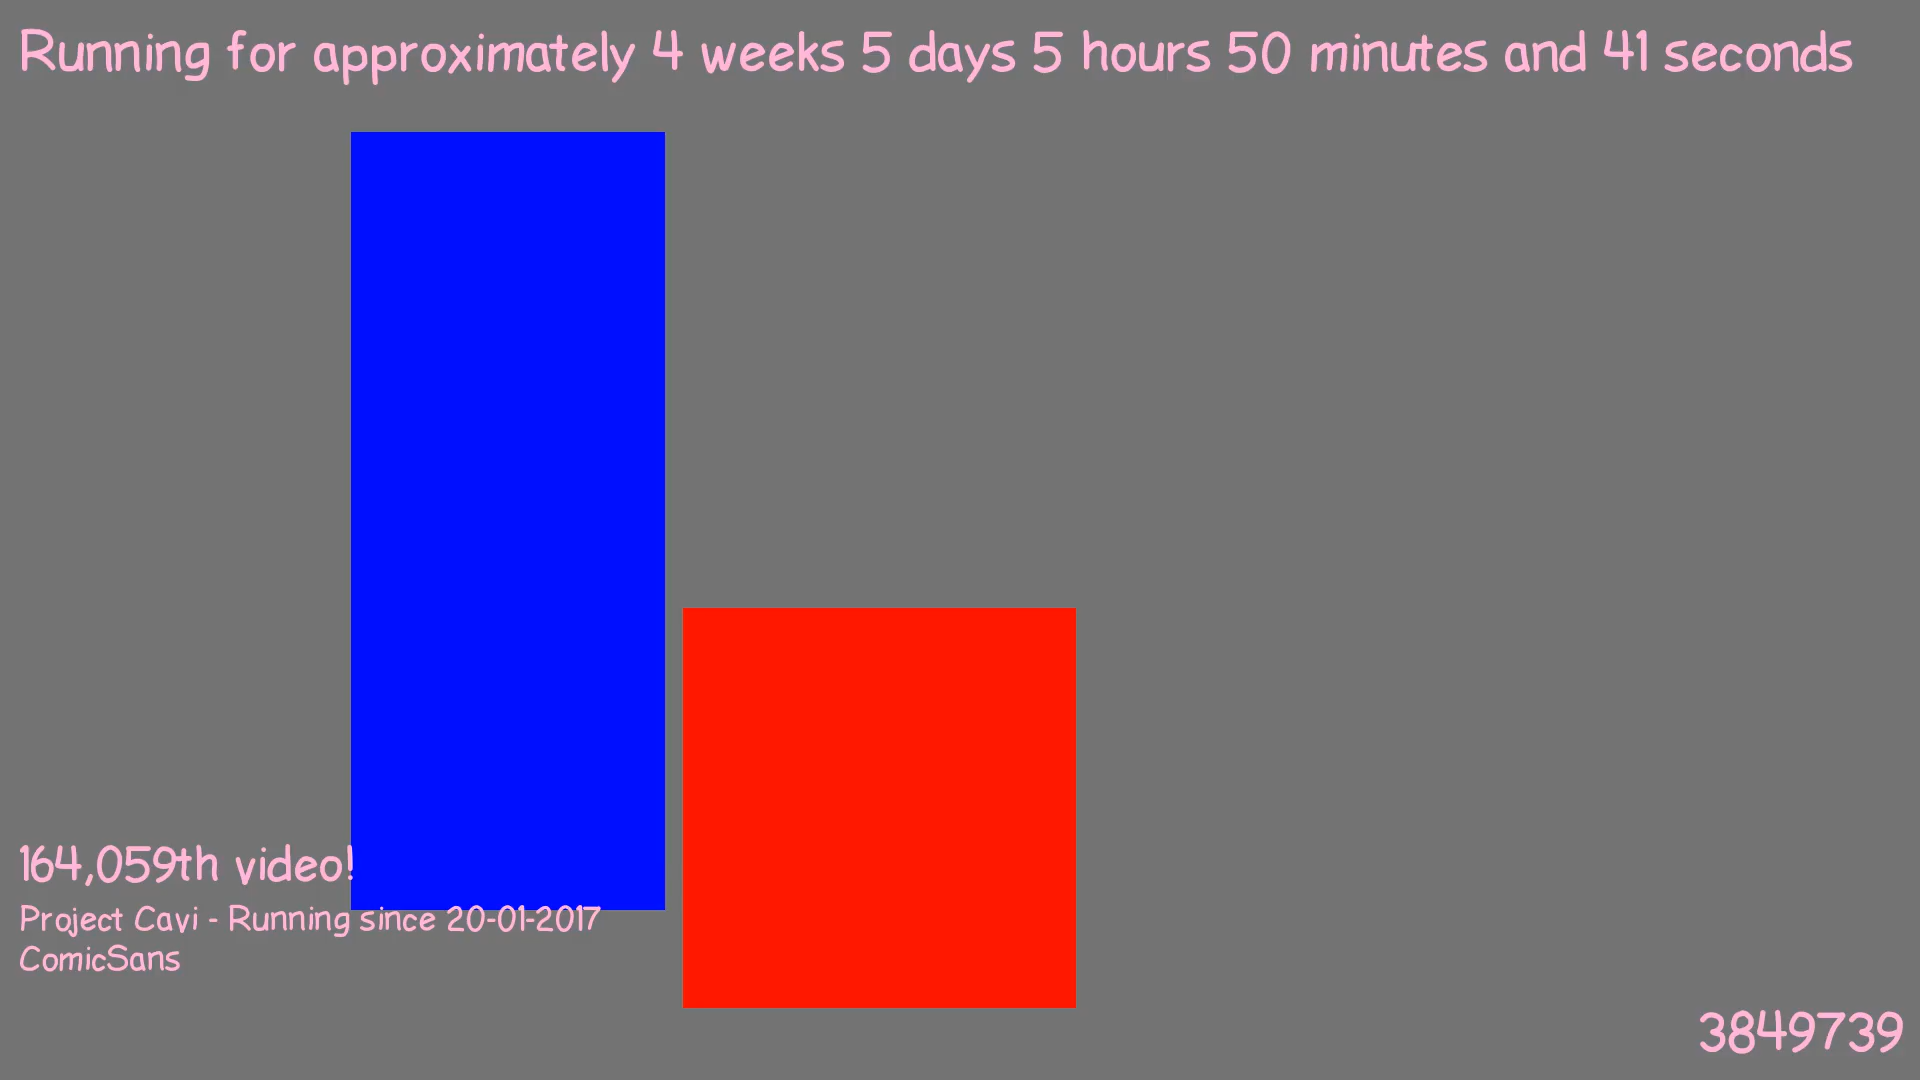 Running for approximately 4 weeks 5 days 5 hours 50 minutes and 41 seconds
164,059th video!
Project Cavi - Running since 20-01-2017
ComicSans
3849739